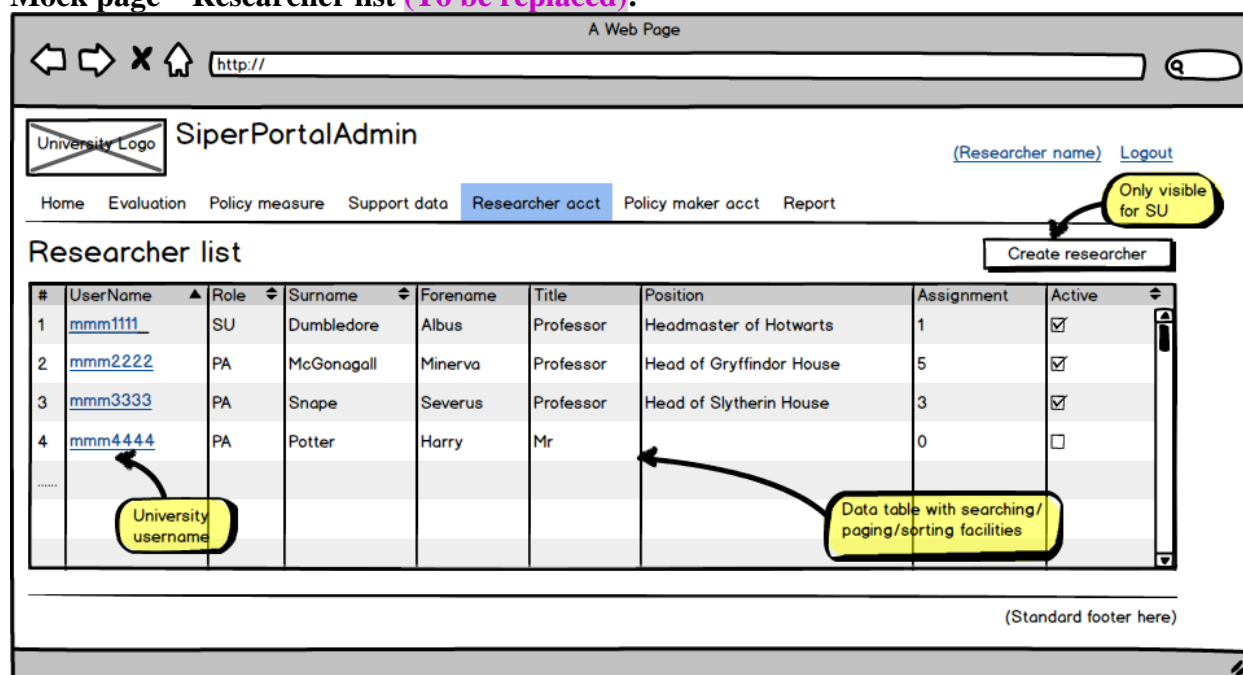 Mock page – Researcher list (To be replaced):
A Web Page
http://
University Logo
SiperPortalAdmin
(Researcher name) Logout
Only visible
for SU
Home Evaluation Policy measure Support data Researcher acct Policy maker acct Report
Researcher list
Create researcher
# UserName Role Surname Forename Title Position Assignment Active
1 mmm1111_ SU Dumbledore Albus Professor Headmaster of Hotwarts 1
2 mmm2222 PA McGonagall Minerva Professor Head of Gryffindor House 5
3 mmm3333 PA Snape Severus Professor Head of Slytherin House 3
4 mmm4444 PA Potter Harry Mr 0
......
University
username
Data table with searching/
paging/sorting facilities
(Standard footer here)